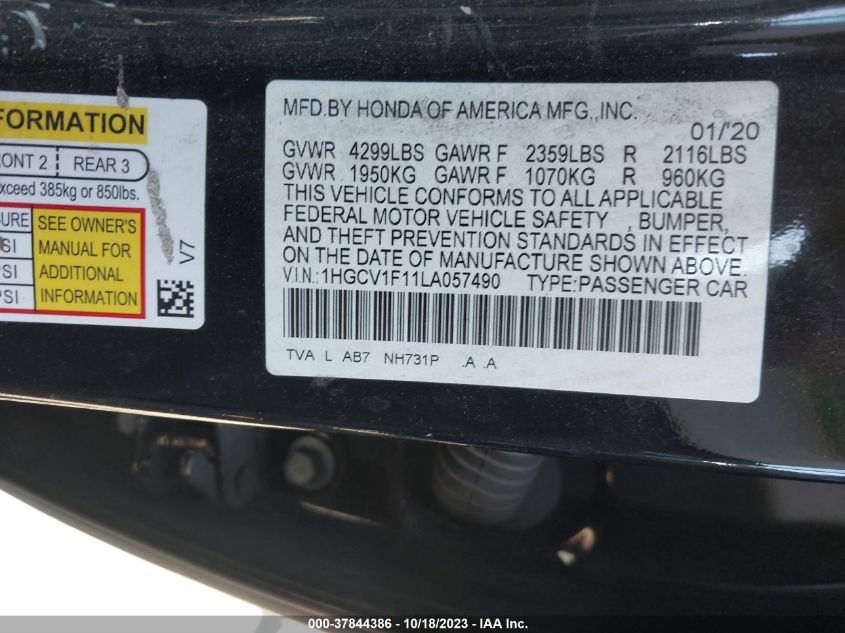 FORMATION
RONT 2 REAR 3
xceed 385kg or 850lbs.
SURE
SI
PSI
PSI
SEE OWNER'S
MANUAL FOR
ADDITIONAL
INFORMATION
V7
MFD.BY HONDA OF AMERICA MFG.,INC.
01/'20
GVWR 4299LBS GAWR F 2359LBS R 2116LBS
GVWR 1950KG GAWR F 1070KG R 960KG
THIS VEHICLE CONFORMS TO ALL APPLICABLE
FEDERAL MOTOR VEHICLE SAFETY , BUMPER,
AND THEFT PREVENTION STANDARDS IN EFFECT
ON THE DATE OF MANUFACTURE SHOWN ABOVE.
V.I.N.:1HGCV1F11LA057490 TYPE:PASSENGER CAR
TVA L AB7 NH731P .A .A
000-37844386 - 10/18/2023 - IAA Inc.